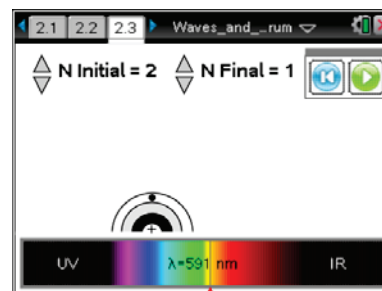 2.1 2.2 2.3 Waves_and_…rum
N Initial = 2 N Final = 1
+
UV λ=591 nm IR